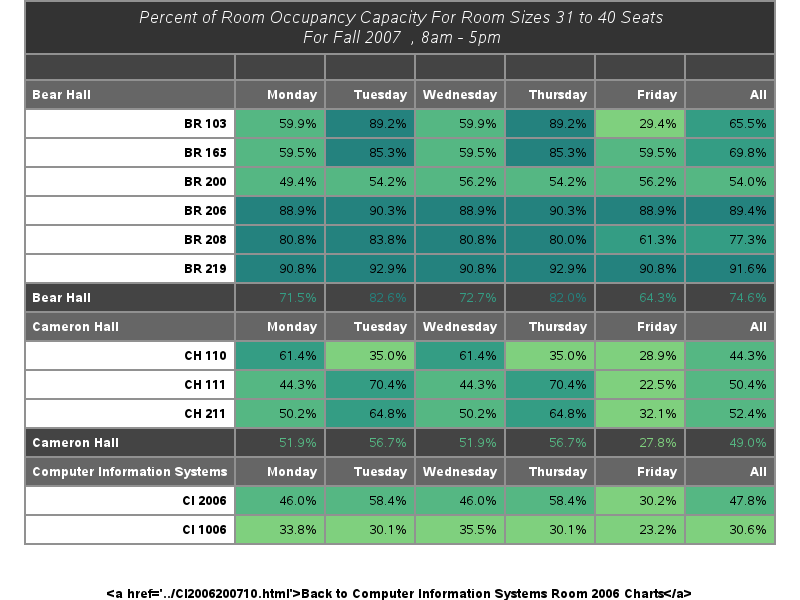 Percent of Room Occupancy Capacity For Room Sizes 31 to 40 Seats
For Fall 2007 , 8am - 5pm
Bear Hall Monday Tuesday Wednesday Thursday Friday All
BR 103 59.9% 89.2% 59.9% 89.2% 29.4% 65.5%
BR 165 59.5% 85.3% 59.5% 85.3% 59.5% 69.8%
BR 200 49.4% 54.2% 56.2% 54.2% 56.2% 54.0%
BR 206 88.9% 90.3% 88.9% 90.3% 88.9% 89.4%
BR 208 80.8% 83.8% 80.8% 80.0% 61.3% 77.3%
BR 219 90.8% 92.9% 90.8% 92.9% 90.8% 91.6%
Bear Hall 71.5% 82.6% 72.7% 82.0% 64.3% 74.6%
Cameron Hall Monday Tuesday Wednesday Thursday Friday All
CH 110 61.4% 35.0% 61.4% 35.0% 28.9% 44.3%
CH 111 44.3% 70.4% 44.3% 70.4% 22.5% 50.4%
CH 211 50.2% 64.8% 50.2% 64.8% 32.1% 52.4%
Cameron Hall 51.9% 56.7% 51.9% 56.7% 27.8% 49.0%
Computer Information Systems Monday Tuesday Wednesday Thursday Friday All
CI 2006 46.0% 58.4% 46.0% 58.4% 30.2% 47.8%
CI 1006 33.8% 30.1% 35.5% 30.1% 23.2% 30.6%
<a href='../CI2006200710.html'>Back to Computer Information Systems Room 2006 Charts</a>